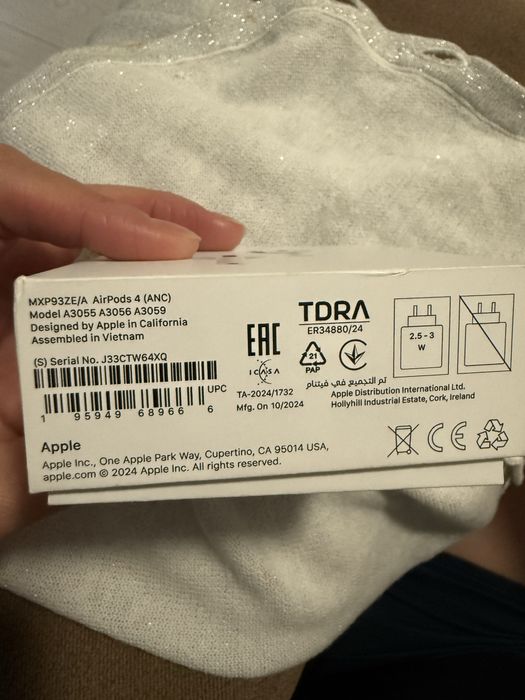 MXP93ZE/A AirPods 4 (ANC)
Model A3055 A3056 A3059
Designed by Apple in California
Assembled in Vietnam
(S) Serial No. J33CTW64XQ
UPC
1 95949 68966 6
Apple
Apple Inc., One Apple Park Way, Cupertino, CA 95014 USA,
apple.com © 2024 Apple Inc. All rights reserved.
EAC
ICASA
TA-2024/1732
Mfg. On 10/2024
TDRA
ER34880/24
21
PAP
تم التجميع في فيتنام
Apple Distribution International Ltd.
Hollyhill Industrial Estate, Cork, Ireland
2.5 - 3
W
CE